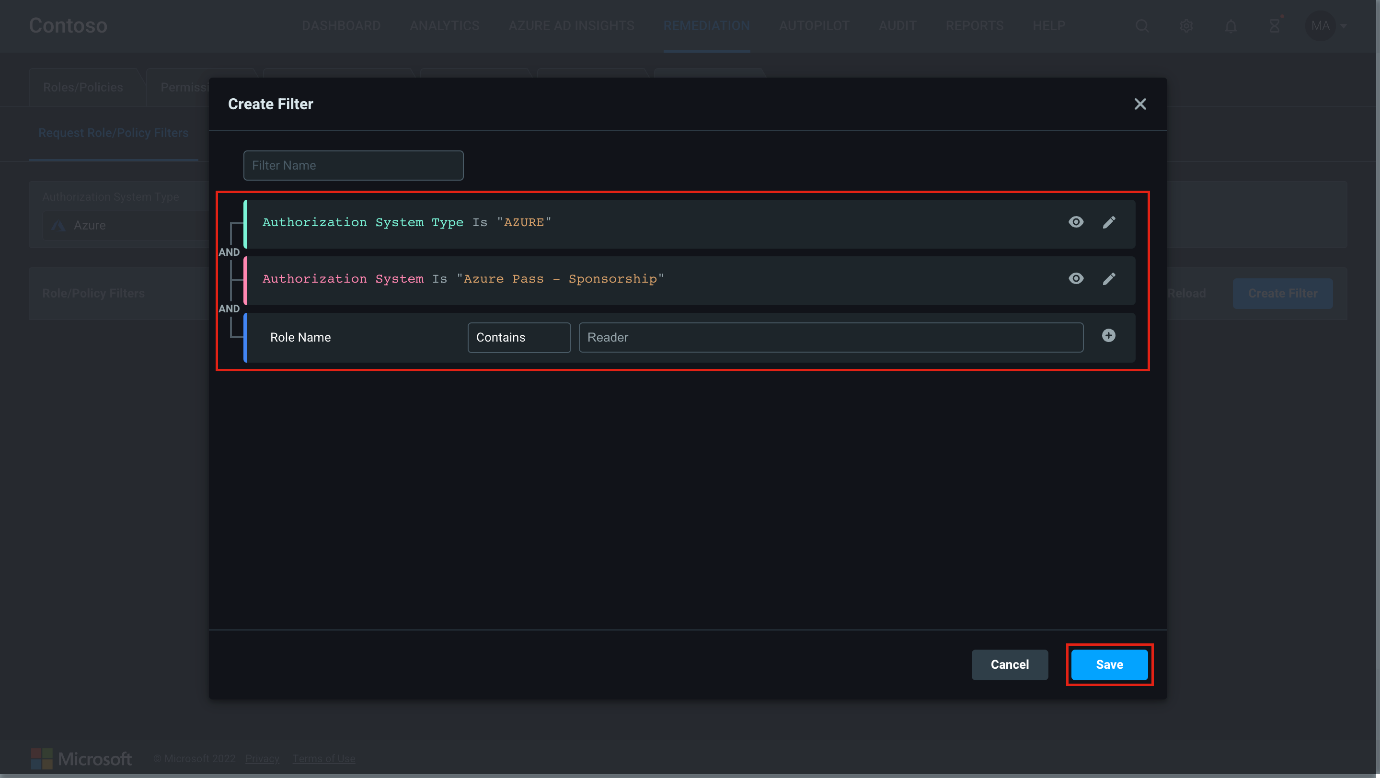 Contoso
DASHBOARD ANALYTICS AZURE AD INSIGHTS REMEDIATION AUTOPILOT AUDIT REPORTS HELP MA
Roles/Policies Permiss
Create Filter
Request Role/Policy Filters
Filter Name
Authorization System Type
Azure
Authorization System Type Is "AZURE"
AND
Authorization System Is "Azure Pass – Sponsorship"
Role/Policy Filters Reload Create Filter
AND
Role Name Contains Reader
Cancel Save
Microsoft © Microsoft 2022 Privacy Terms of Use